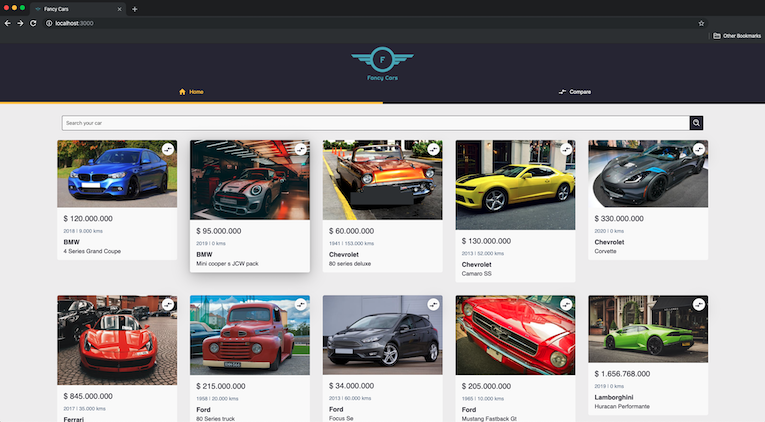 Fancy Cars
localhost:3000
Other Bookmarks
F
Fancy Cars
Home
Compare
Search your car
$ 120.000.000
2018 | 9.000 kms
BMW
4 Series Grand Coupe
$ 95.000.000
2019 | 0 kms
BMW
Mini cooper s JCW pack
$ 60.000.000
1941 | 153.000 kms
Chevrolet
80 series deluxe
$ 130.000.000
2013 | 52.000 kms
Chevrolet
Camaro SS
$ 330.000.000
2020 | 0 kms
Chevrolet
Corvette
$ 845.000.000
2017 | 35.000 kms
Ferrari
$ 215.000.000
1958 | 20.000 kms
Ford
80 Series truck
$ 34.000.000
2013 | 60.000 kms
Ford
Focus Se
$ 205.000.000
1985 | 10.000 kms
Ford
Mustang Fastback Gt
$ 1.656.768.000
2019 | 0 kms
Lamborghini
Huracan Performante